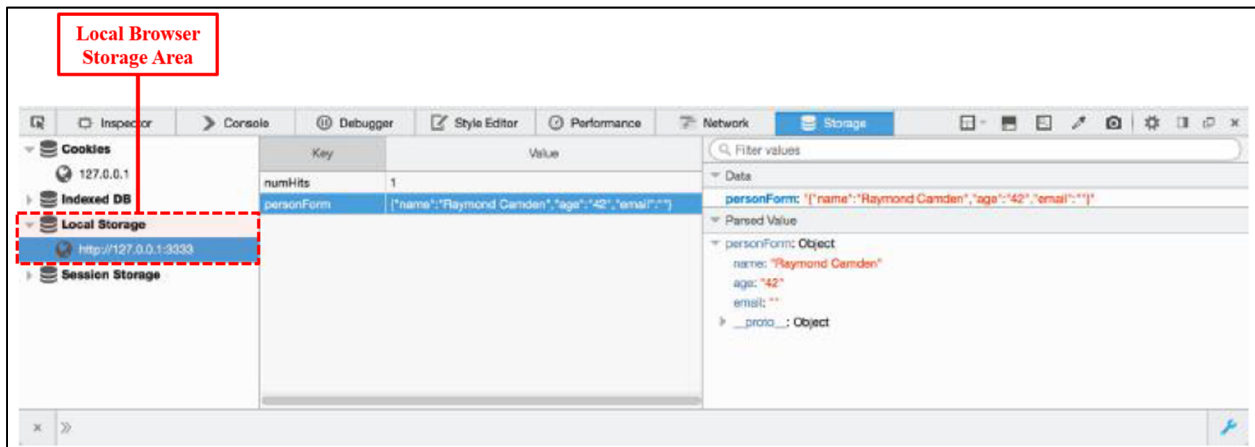 Local Browser
Storage Area
Inspector Console Debugger Style Editor Performance Network Storage
Cookies
127.0.0.1
Indexed DB
Local Storage
http://127.0.0.1:3333
Session Storage
Key Value
numHits 1
personForm {"name":"Raymond Camden","age":"42","email":""}
Filter values
Data
personForm: "{"name":"Raymond Camden","age":"42","email":""}"
Parsed Value
personForm: Object
name: "Raymond Camden"
age: "42"
email: ""
__proto__: Object